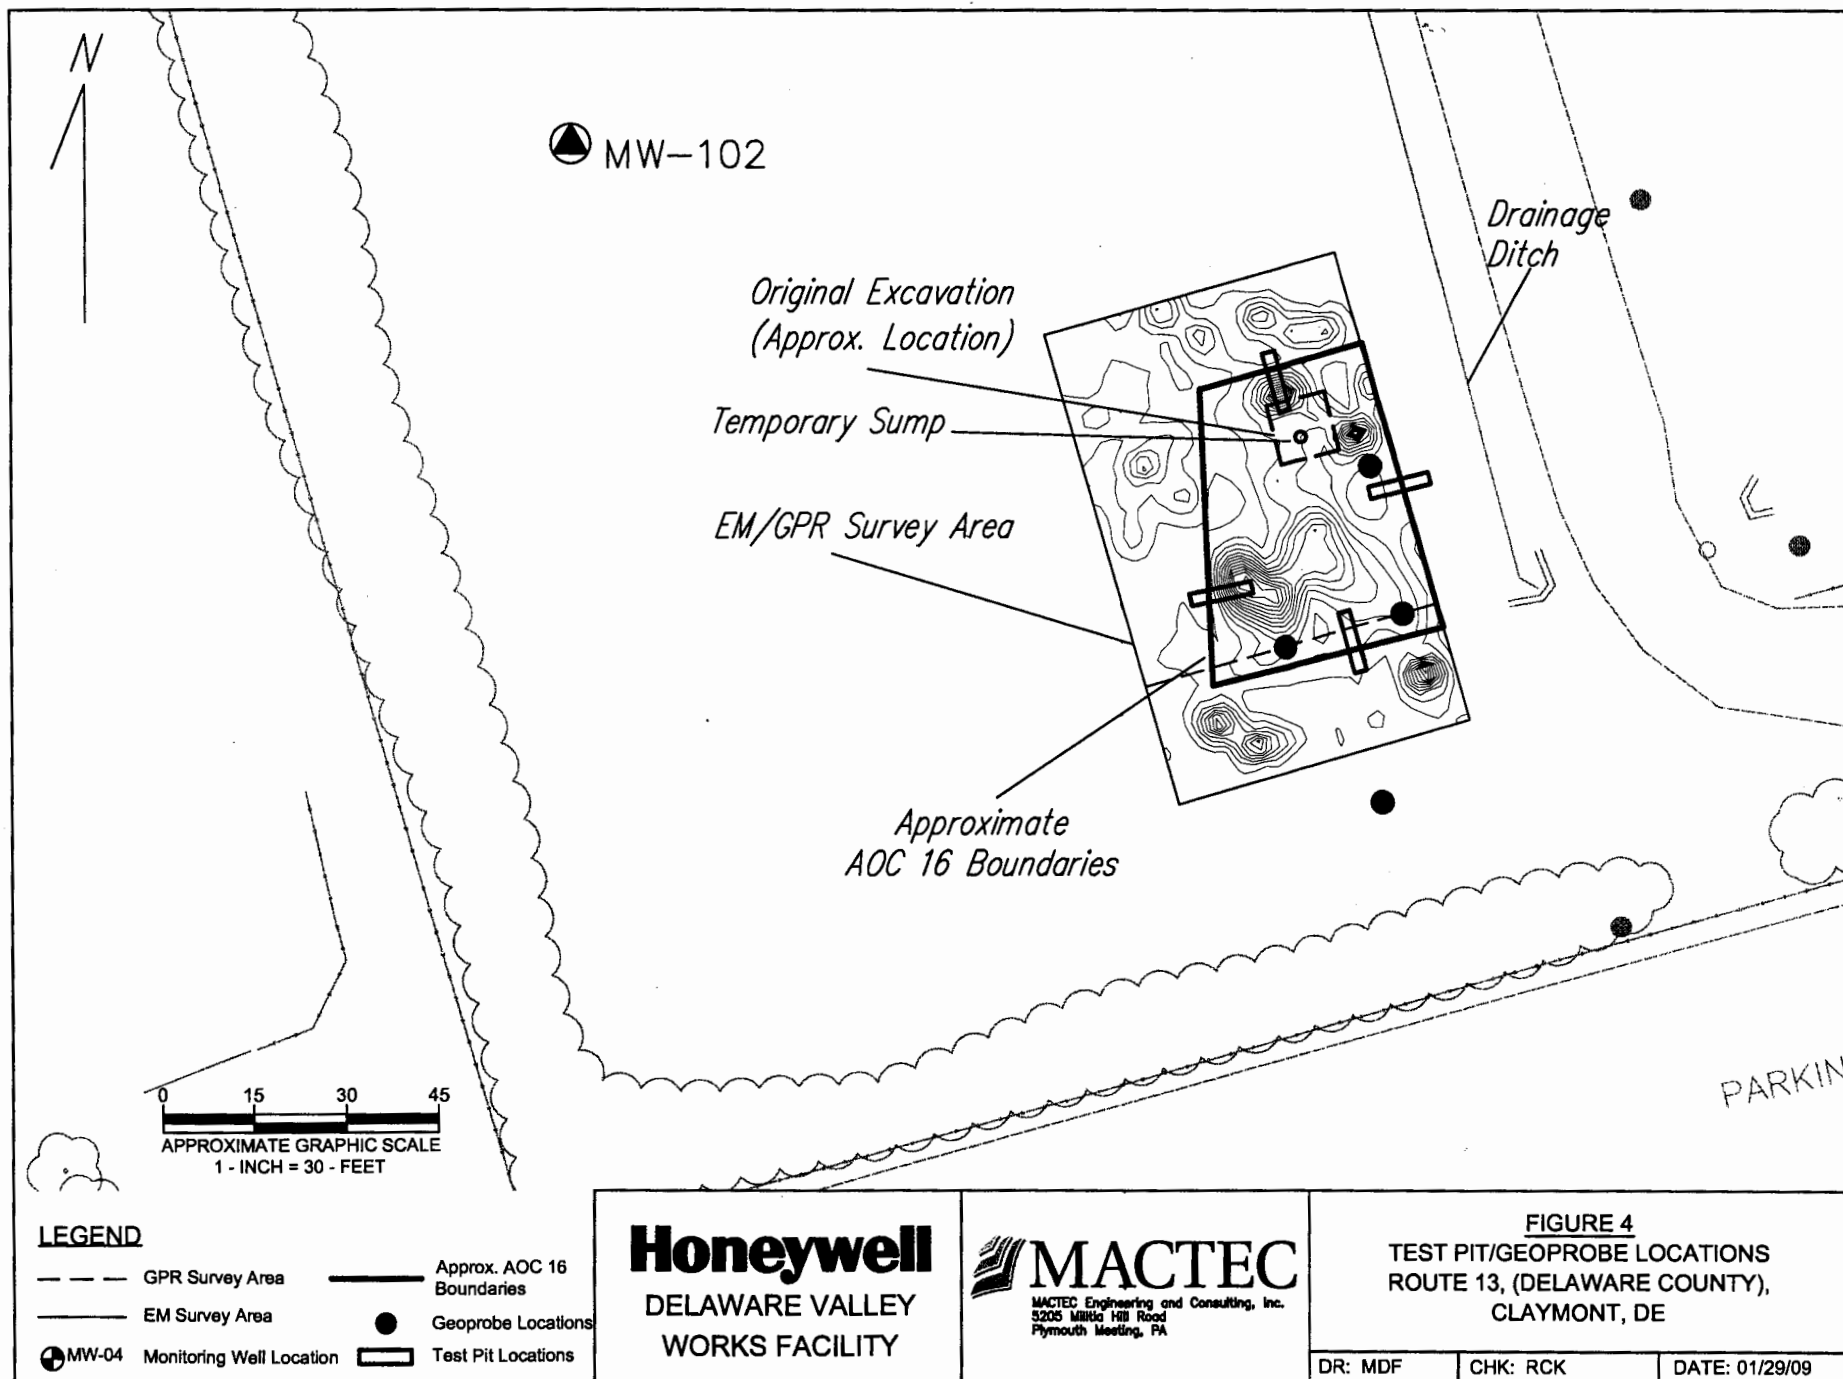 N
MW-102
Drainage
Ditch
Original Excavation
(Approx. Location)
Temporary Sump
EM/GPR Survey Area
Approximate
AOC 16 Boundaries
PARKIN
0 15 30 45
APPROXIMATE GRAPHIC SCALE
1 - INCH = 30 - FEET
LEGEND
GPR Survey Area
EM Survey Area
MW-04 Monitoring Well Location
Approx. AOC 16
Boundaries
Geoprobe Locations
Test Pit Locations
Honeywell
DELAWARE VALLEY
WORKS FACILITY
MACTEC
MACTEC Engineering and Consulting, Inc.
5205 Militia Hill Road
Plymouth Meeting, PA
FIGURE 4
TEST PIT/GEOPROBE LOCATIONS
ROUTE 13, (DELAWARE COUNTY),
CLAYMONT, DE
DR: MDF CHK: RCK DATE: 01/29/09